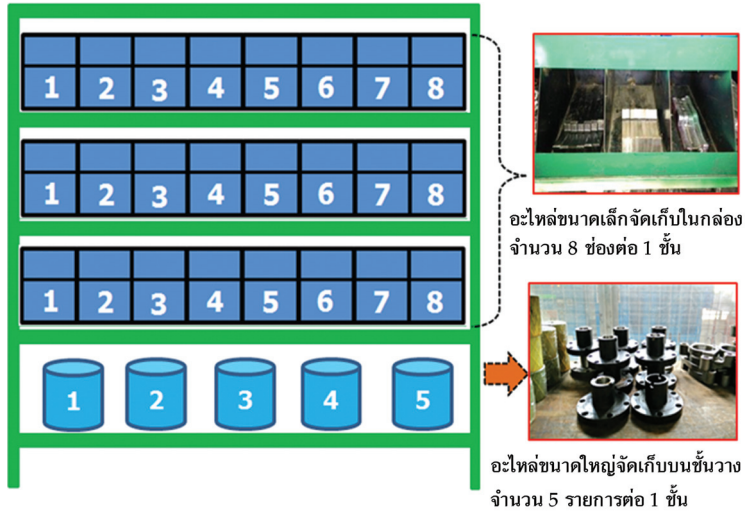 1 2 3 4 5 6 7 8
1 2 3 4 5 6 7 8
1 2 3 4 5 6 7 8
1 2 3 4 5
อะไหล่ขนาดเล็กจัดเก็บในกล่อง
จำนวน 8 ช่องต่อ 1 ชั้น
อะไหล่ขนาดใหญ่จัดเก็บบนชั้นวาง
จำนวน 5 รายการต่อ 1 ชั้น